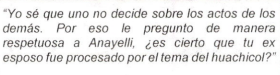 "Yo sé que uno no decide sobre los actos de los
demás. Por eso le pregunto de manera
respetuosa a Anayelli, ¿es cierto que tu ex
esposo fue procesado por el tema del huachicol?"